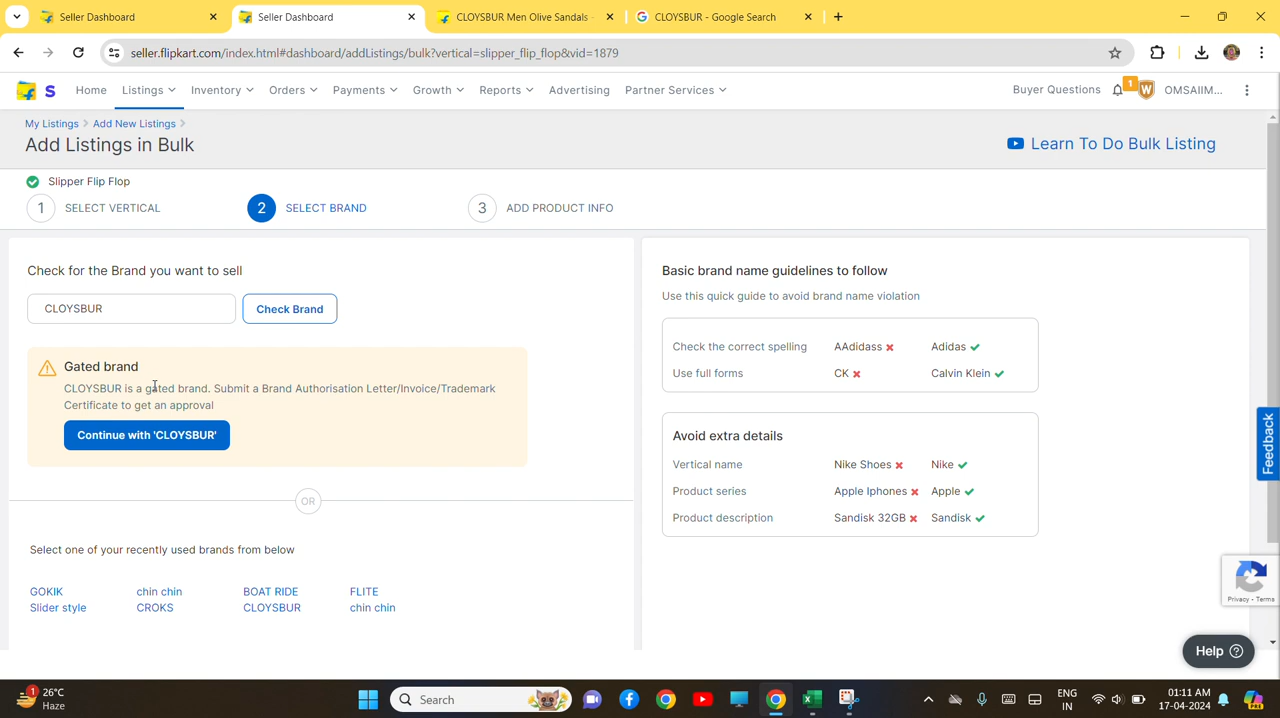 Seller Dashboard
Seller Dashboard
CLOYSBUR Men Olive Sandals -
CLOYSBUR - Google Search
seller.flipkart.com/index.html#dashboard/addListings/bulk?vertical=slipper_flip_flop&vid=1879
Home
Listings
Inventory
Orders
Payments
Growth
Reports
Advertising
Partner Services
Buyer Questions
1
W
OMSAIIM...
My Listings
Add New Listings
Add Listings in Bulk
Learn To Do Bulk Listing
Slipper Flip Flop
1 SELECT VERTICAL
2 SELECT BRAND
3 ADD PRODUCT INFO
Check for the Brand you want to sell
CLOYSBUR
Check Brand
Gated brand
CLOYSBUR is a gated brand. Submit a Brand Authorisation Letter/Invoice/Trademark
Certificate to get an approval
Continue with 'CLOYSBUR'
OR
Select one of your recently used brands from below
GOKIK chin chin BOAT RIDE FLITE
Slider style CROKS CLOYSBUR chin chin
Basic brand name guidelines to follow
Use this quick guide to avoid brand name violation
Check the correct spelling AAdidass Adidas
Use full forms CK Calvin Klein
Avoid extra details
Vertical name Nike Shoes Nike
Product series Apple Iphones Apple
Product description Sandisk 32GB Sandisk
Feedback
Privacy - Terms
Help
1
26°C
Haze
Search
ENG
IN
01:11 AM
17-04-2024